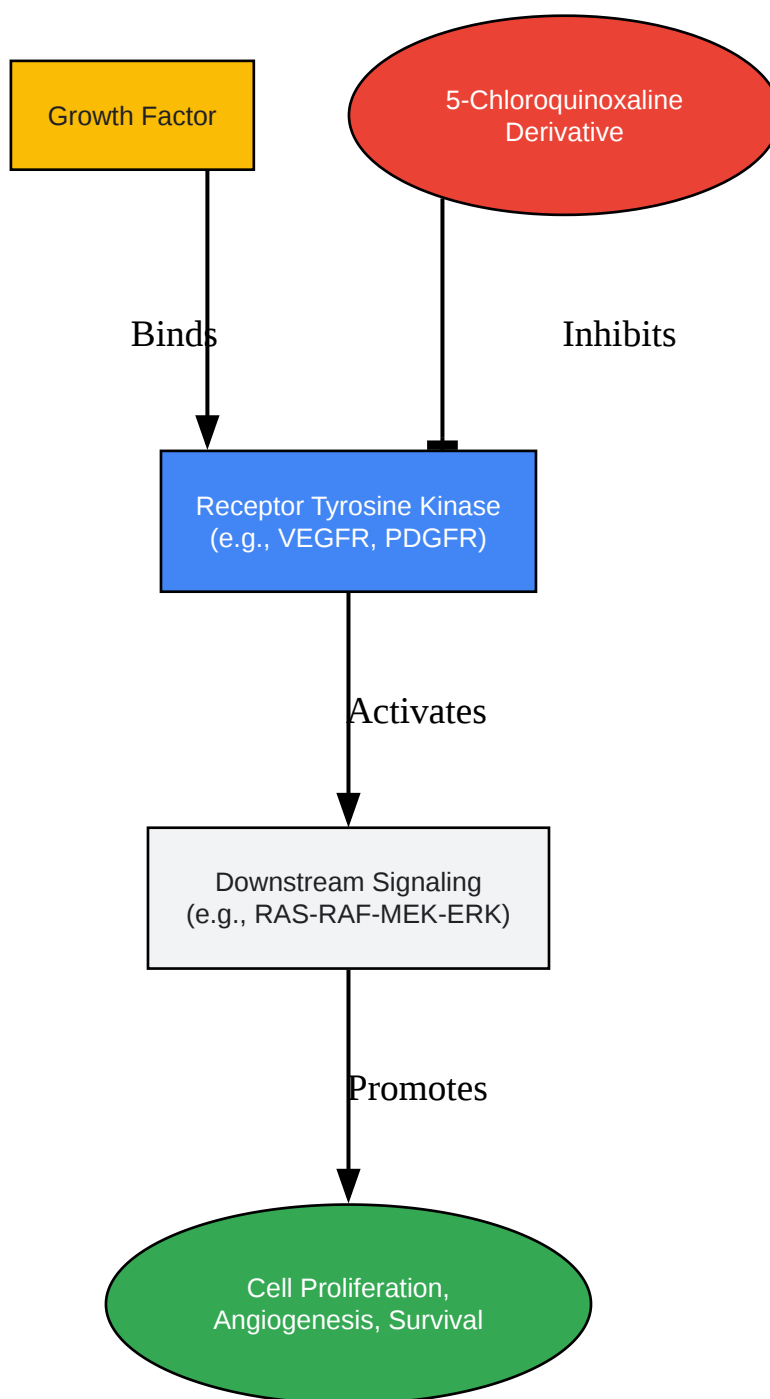 Growth Factor
5-Chloroquinoxaline
Derivative
Binds
Inhibits
Receptor Tyrosine Kinase
(e.g., VEGFR, PDGFR)
Activates
Downstream Signaling
(e.g., RAS-RAF-MEK-ERK)
Promotes
Cell Proliferation,
Angiogenesis, Survival